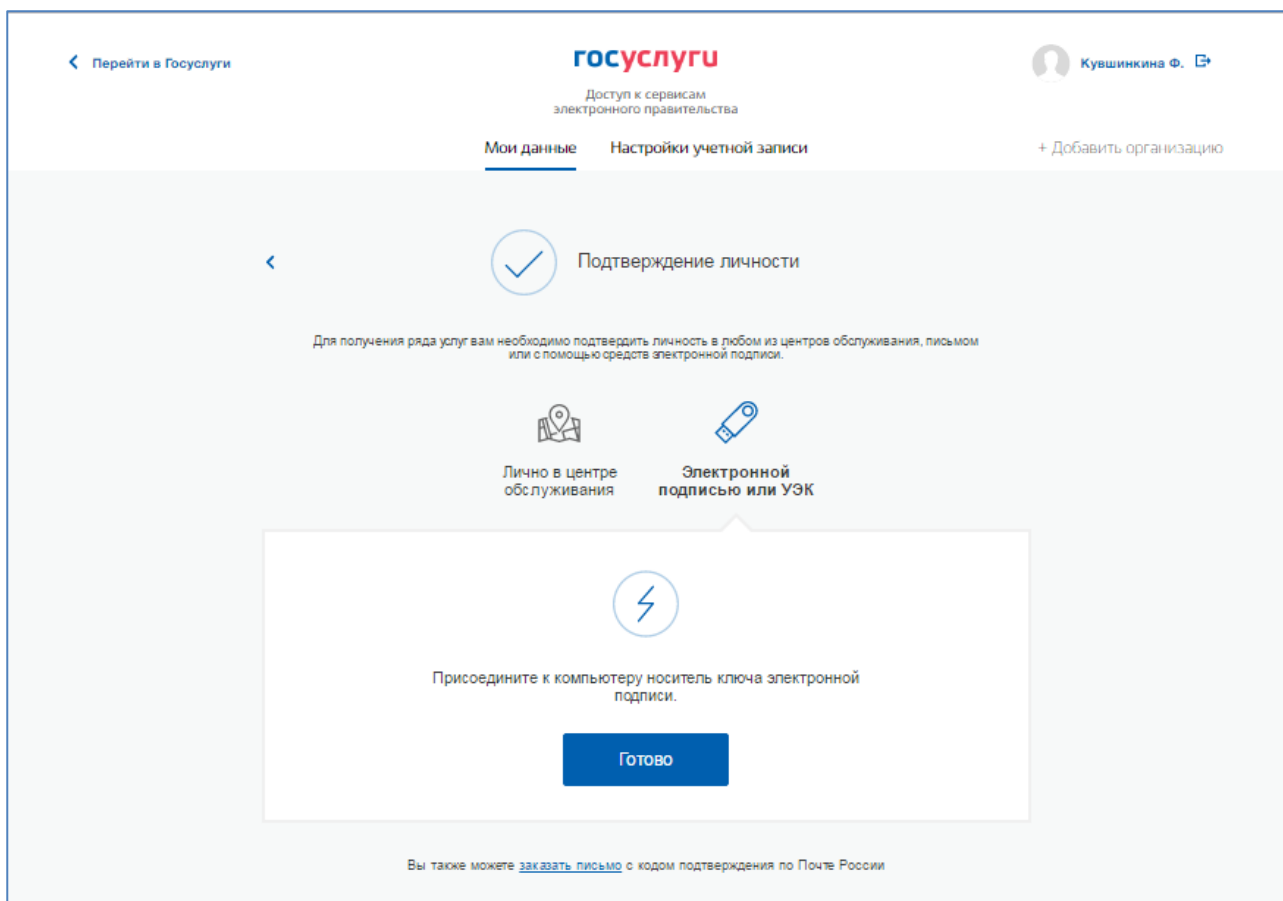 Перейти в Госуслуги
госуслуги
Кувшинкина Ф.
Доступ к сервисам
электронного правительства
Мои данные
Настройки учетной записи
+ Добавить организацию
Подтверждение личности
Для получения ряда услуг вам необходимо подтвердить личность в любом из центров обслуживания, письмом
или с помощью средств электронной подписи.
Лично в центре
обслуживания
Электронной
подписью или УЭК
Присоедините к компьютеру носитель ключа электронной
подписи.
Готово
Вы также можете заказать письмо с кодом подтверждения по Почте России